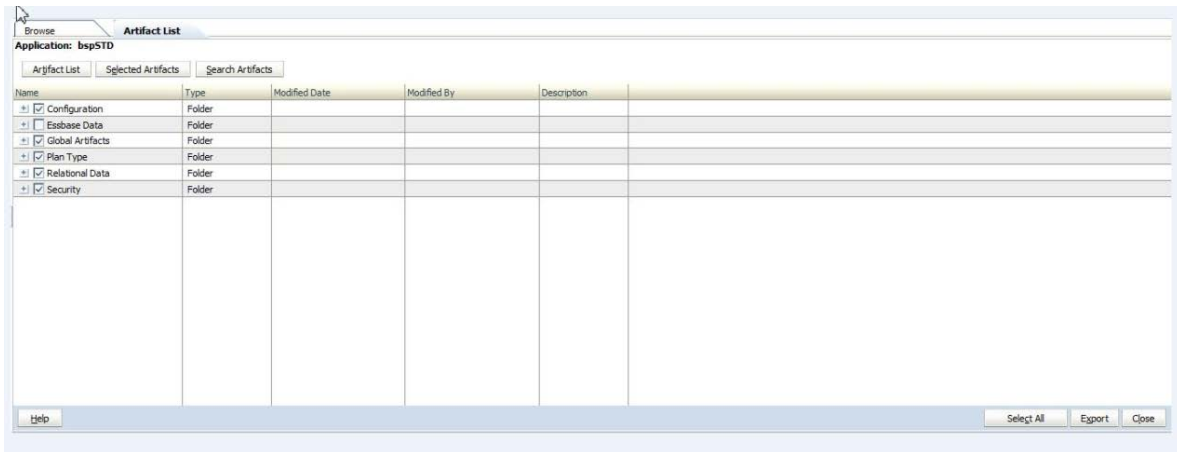 Browse Artifact List
Application: bspSTD
Artifact List Selected Artifacts Search Artifacts
Name Type Modified Date Modified By Description
Configuration Folder
Essbase Data Folder
Global Artifacts Folder
Plan Type Folder
Relational Data Folder
Security Folder
Help Select All Export Close